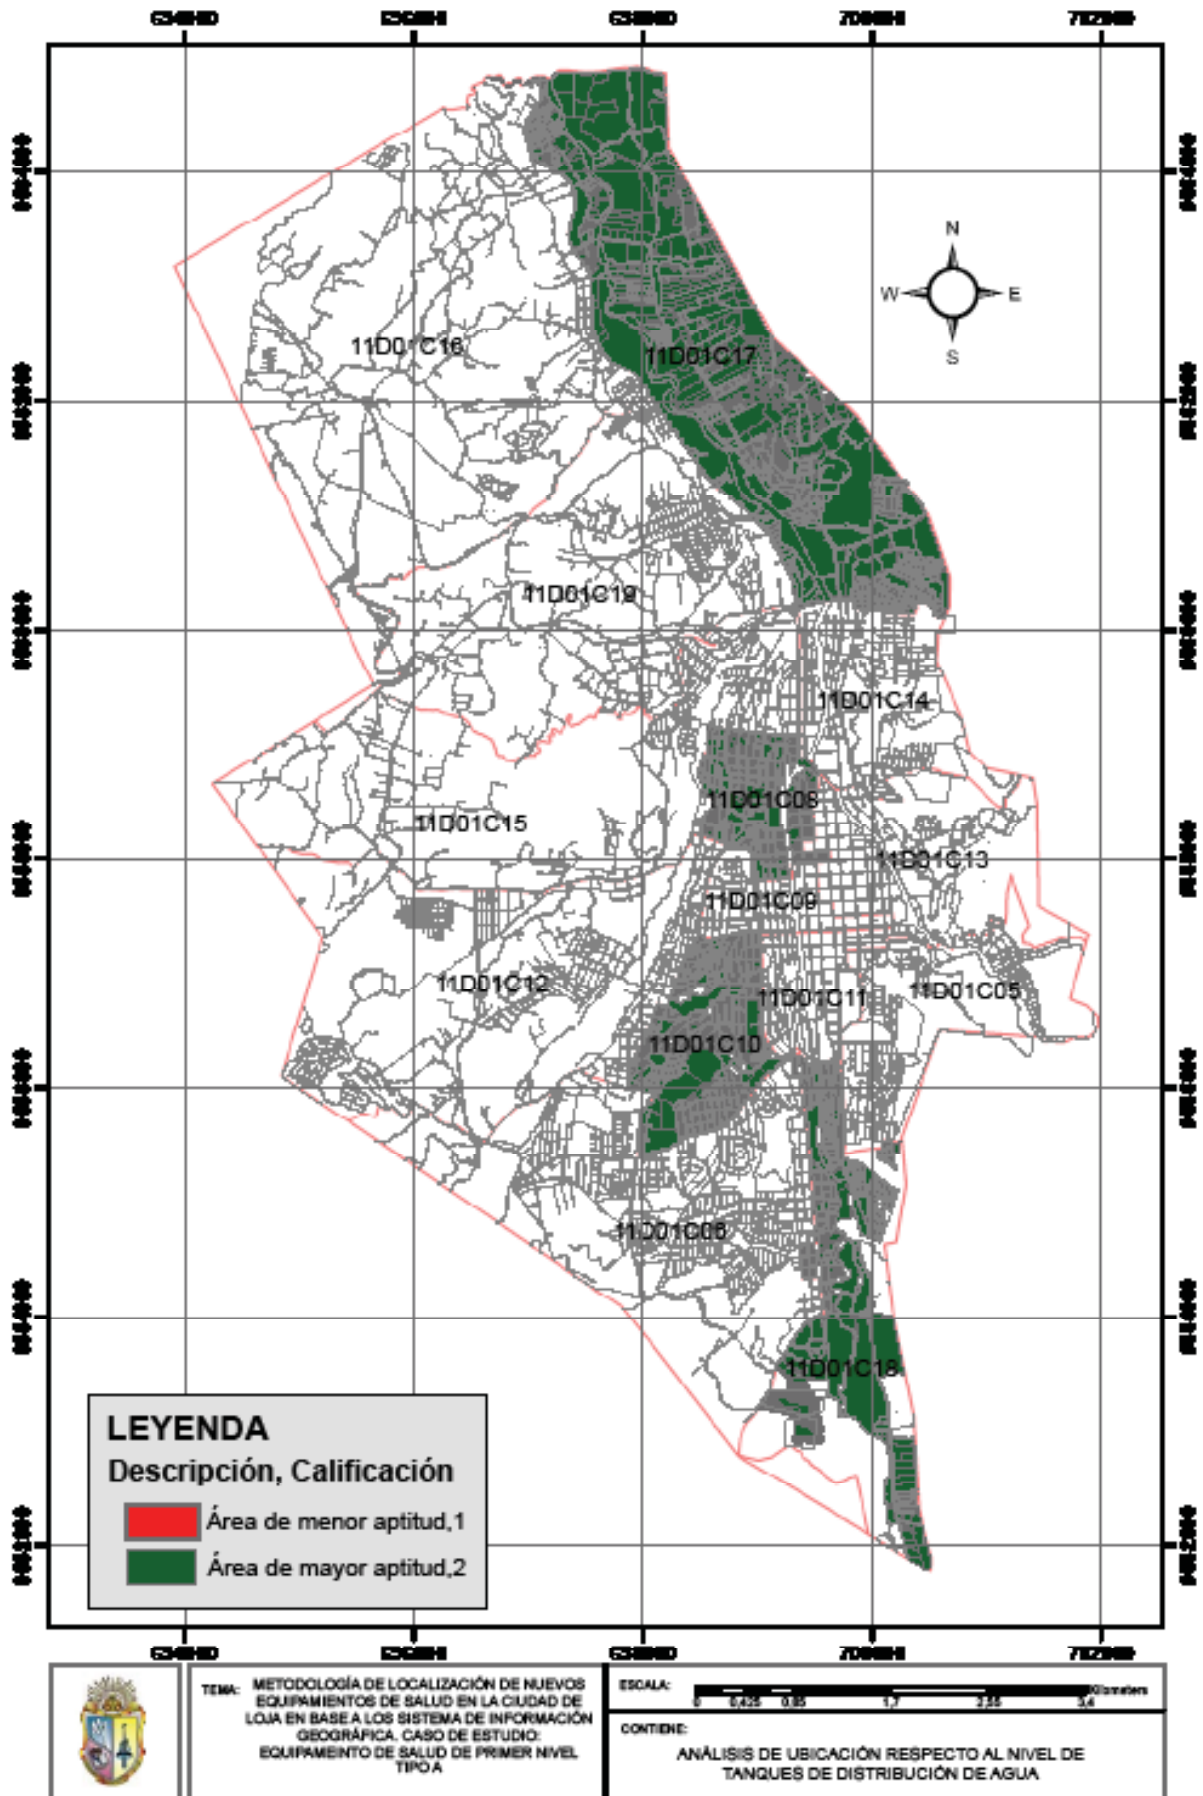 N
W
E
S
11D01C16
11D01C17
11D01C19
11D01C14
11D01C08
11D01C15
11D01C13
11D01C09
11D01C12
11D01C11
11D01C05
11D01C10
11D01C06
11D01C18
LEYENDA
Descripción, Calificación
Área de menor aptitud,1
Área de mayor aptitud,2
TEMA: METODOLOGÍA DE LOCALIZACIÓN DE NUEVOS
EQUIPAMIENTOS DE SALUD EN LA CIUDAD DE
LOJA EN BASE A LOS SISTEMA DE INFORMACIÓN
GEOGRÁFICA. CASO DE ESTUDIO:
EQUIPAMEINTO DE SALUD DE PRIMER NIVEL
TIPO A
ESCALA:
Kilometers
0 0,425 0,85 1,7 2,55 3,4
CONTIENE:
ANÁLISIS DE UBICACIÓN RESPECTO AL NIVEL DE
TANQUES DE DISTRIBUCIÓN DE AGUA